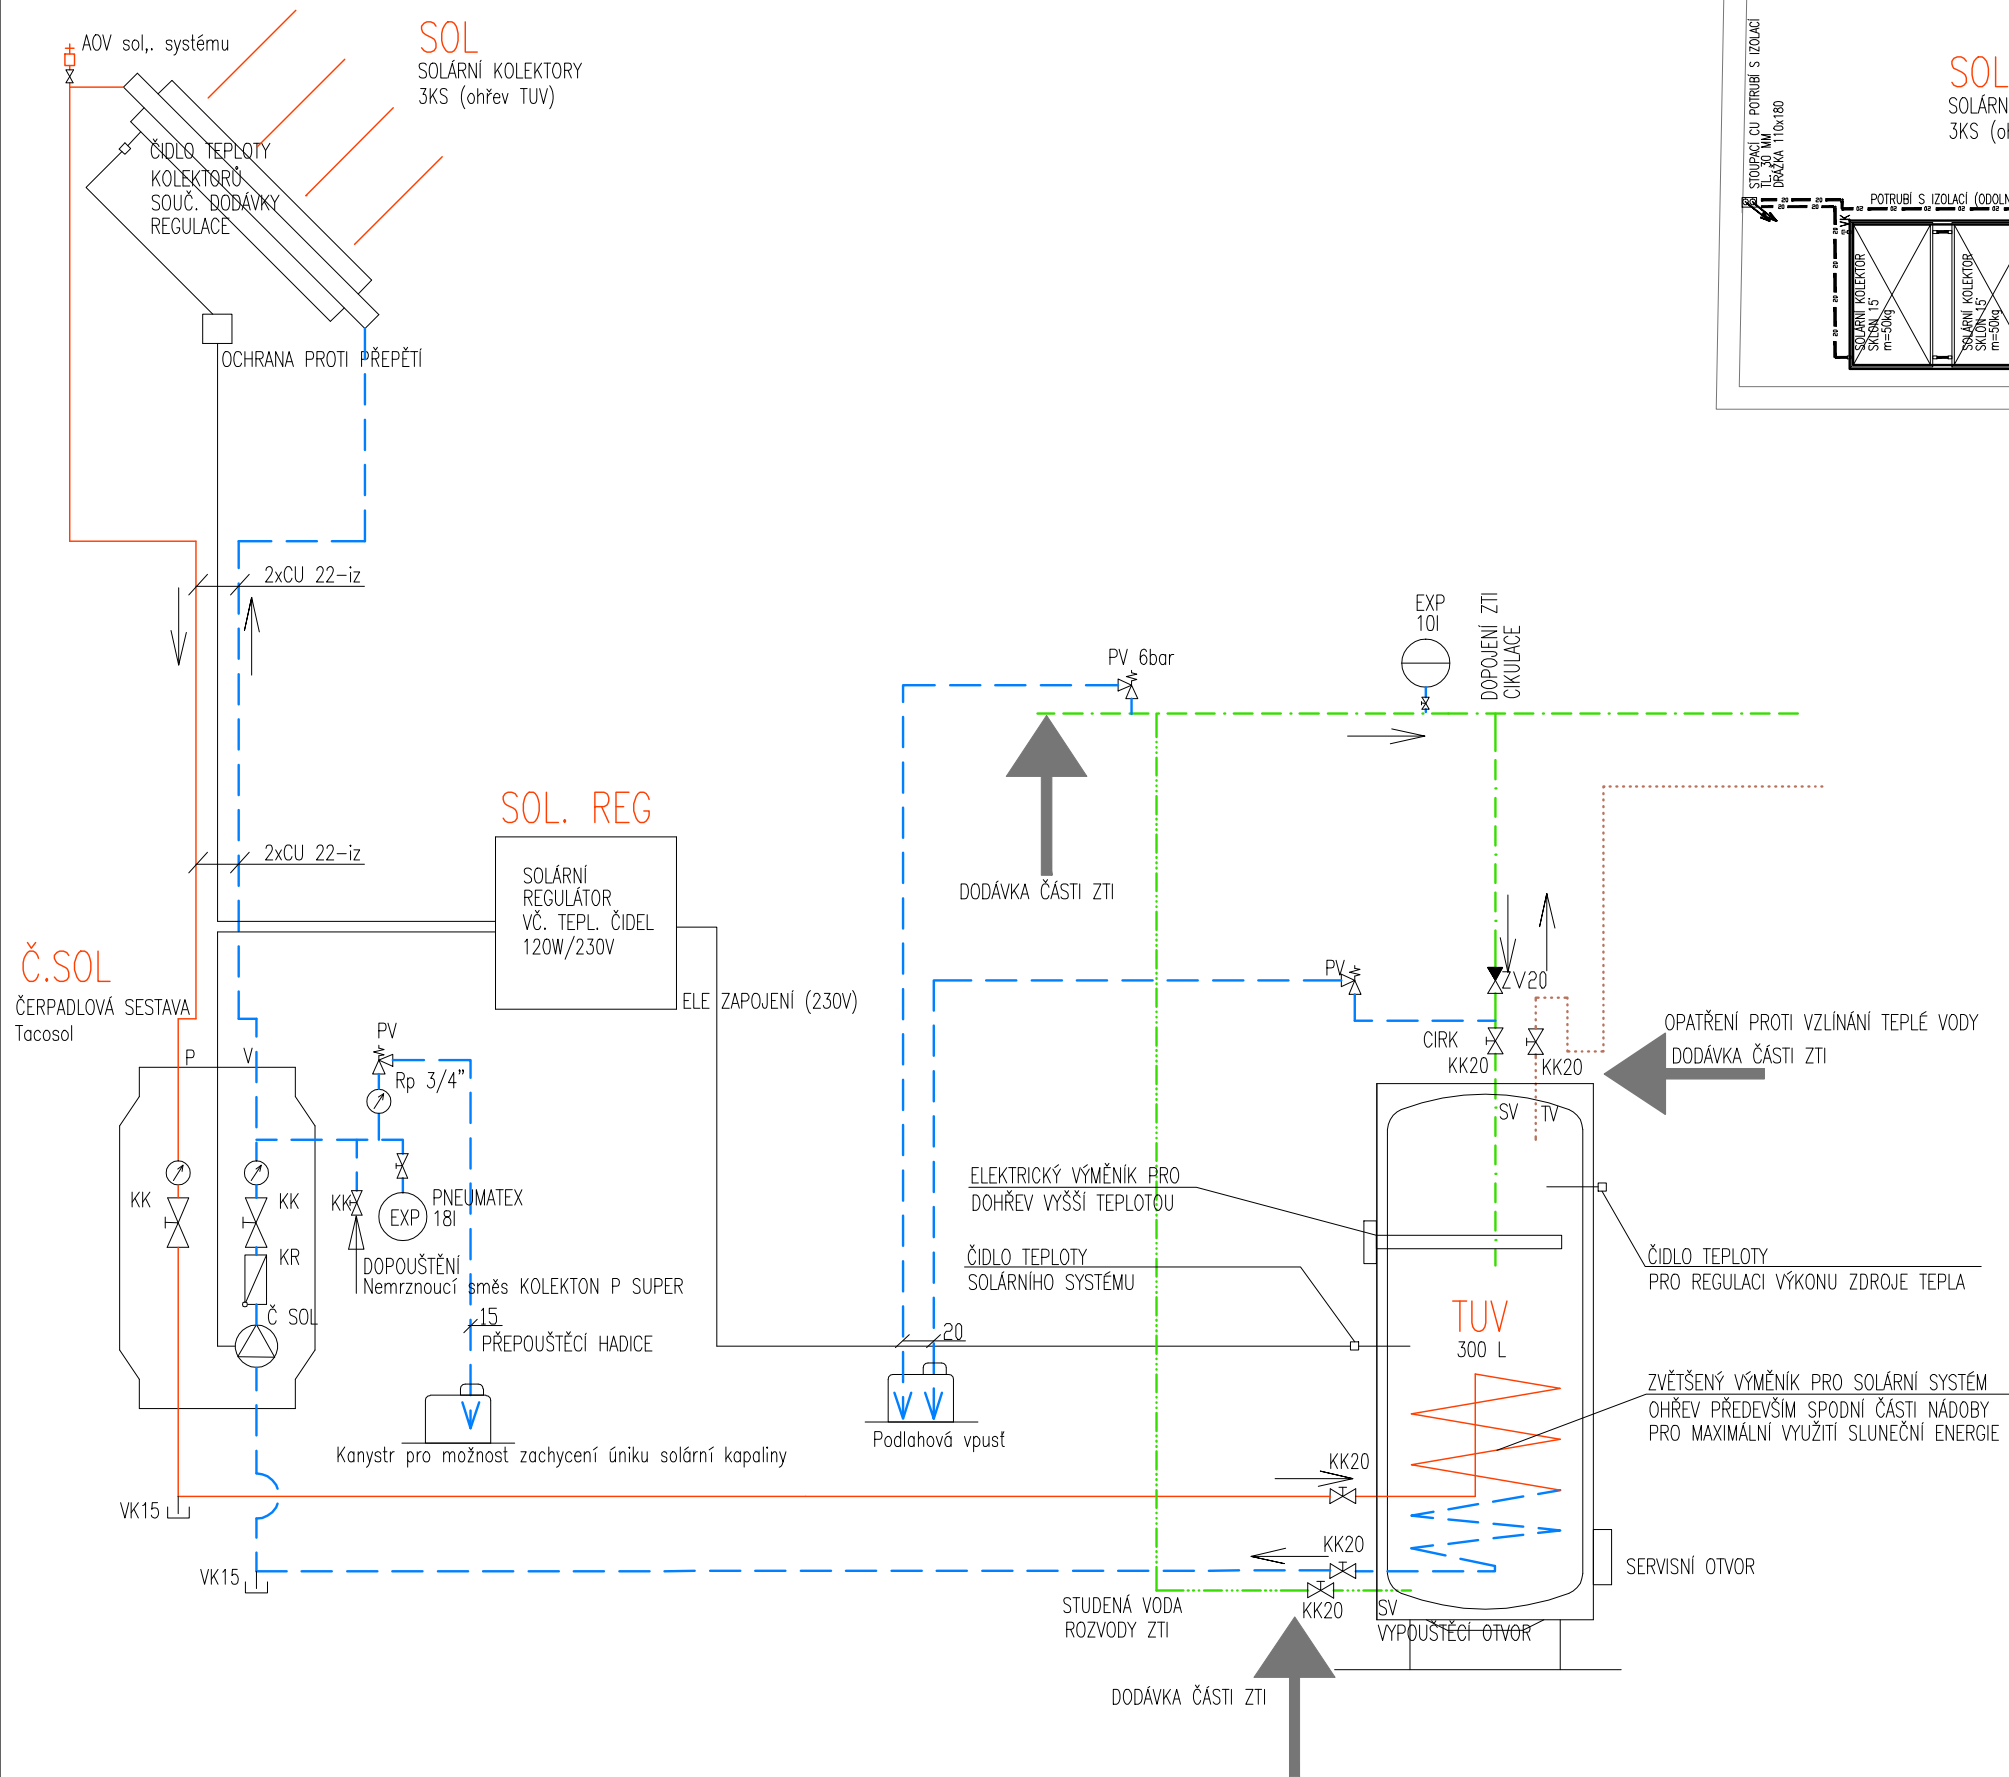 AOV sol,. systému
SOL
SOLÁRNÍ KOLEKTORY
3KS (ohřev TUV)
ČIDLO TEPLOTY
KOLEKTORŮ
SOUČ. DODÁVKY
REGULACE
OCHRANA PROTI PŘEPĚTÍ
STOUPACÍ CU POTRUBÍ S IZOLACÍ
TL. 30 MM
DRÁŽKA 110x180
SOL
SOLÁRN
3KS (oh
POTRUBÍ S IZOLACÍ (ODOLN
VK
SOLÁRNÍ KOLEKTOR
SKLON 15°
m=50kg
SOLÁRNÍ KOLEKTOR
SKLON 15°
m=50kg
2xCU 22-iz
2xCU 22-iz
EXP
10l
DOPOJENÍ ZTI
CIKULACE
PV 6bar
DODÁVKA ČÁSTI ZTI
SOL. REG
SOLÁRNÍ
REGULÁTOR
VČ. TEPL. ČIDEL
120W/230V
ELE ZAPOJENÍ (230V)
Č.SOL
ČERPADLOVÁ SESTAVA
Tacosol
P
V
PV
Rp 3/4"
KK
KK
KK
KR
Č SOL
EXP
PNEUMATEX
18l
DOPOUŠTĚNÍ
Nemrznoucí směs KOLEKTON P SUPER
15
PŘEPOUŠTĚCÍ HADICE
Kanystr pro možnost zachycení úniku solární kapaliny
VK15
VK15
PV
ZV20
CIRK
KK20
KK20
OPATŘENÍ PROTI VZLÍNÁNÍ TEPLÉ VODY
DODÁVKA ČÁSTI ZTI
SV
TV
ELEKTRICKÝ VÝMĚNÍK PRO
DOHŘEV VYŠŠÍ TEPLOTOU
ČIDLO TEPLOTY
SOLÁRNÍHO SYSTÉMU
ČIDLO TEPLOTY
PRO REGULACI VÝKONU ZDROJE TEPLA
TUV
300 L
20
Podlahová vpusť
ZVĚTŠENÝ VÝMĚNÍK PRO SOLÁRNÍ SYSTÉM
OHŘEV PŘEDEVŠÍM SPODNÍ ČÁSTI NÁDOBY
PRO MAXIMÁLNÍ VYUŽITÍ SLUNEČNÍ ENERGIE
KK20
KK20
KK20
SERVISNÍ OTVOR
STUDENÁ VODA
ROZVODY ZTI
SV
VYPOUŠTĚCÍ OTVOR
DODÁVKA ČÁSTI ZTI